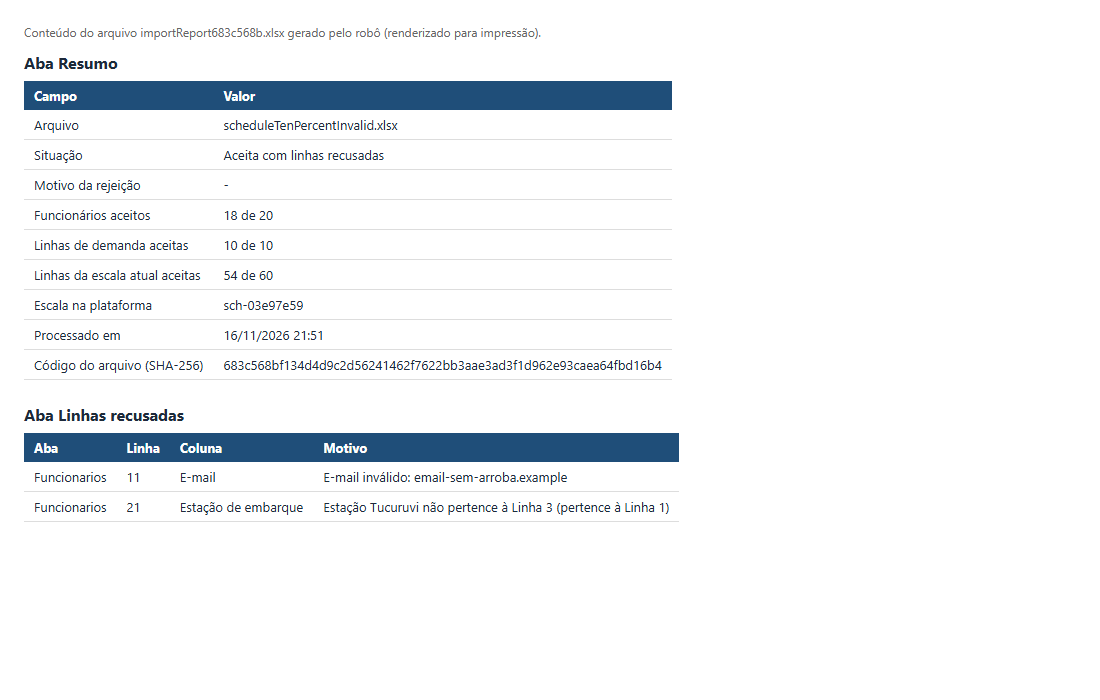 Conteúdo do arquivo importReport683c568b.xlsx gerado pelo robô (renderizado para impressão).
Aba Resumo
Campo Valor
Arquivo scheduleTenPercentInvalid.xlsx
Situação Aceita com linhas recusadas
Motivo da rejeição -
Funcionários aceitos 18 de 20
Linhas de demanda aceitas 10 de 10
Linhas da escala atual aceitas 54 de 60
Escala na plataforma sch-03e97e59
Processado em 16/11/2026 21:51
Código do arquivo (SHA-256) 683c568bf134d4d9c2d56241462f7622bb3aae3ad3f1d962e93caea64fbd16b4
Aba Linhas recusadas
Aba Linha Coluna Motivo
Funcionarios 11 E-mail E-mail inválido: email-sem-arroba.example
Funcionarios 21 Estação de embarque Estação Tucuruvi não pertence à Linha 3 (pertence à Linha 1)